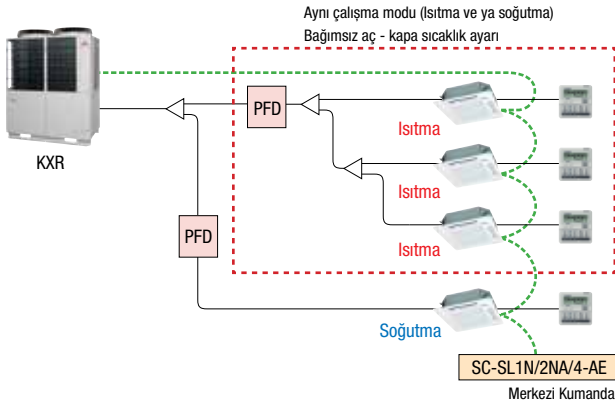 Aynı çalışma modu (Isıtma ve ya soğutma)
Bağımsız aç - kapa sıcaklık ayarı
KXR
PFD
Isıtma
Isıtma
PFD
Isıtma
Soğutma
SC-SL1N/2NA/4-AE
Merkezi Kumanda